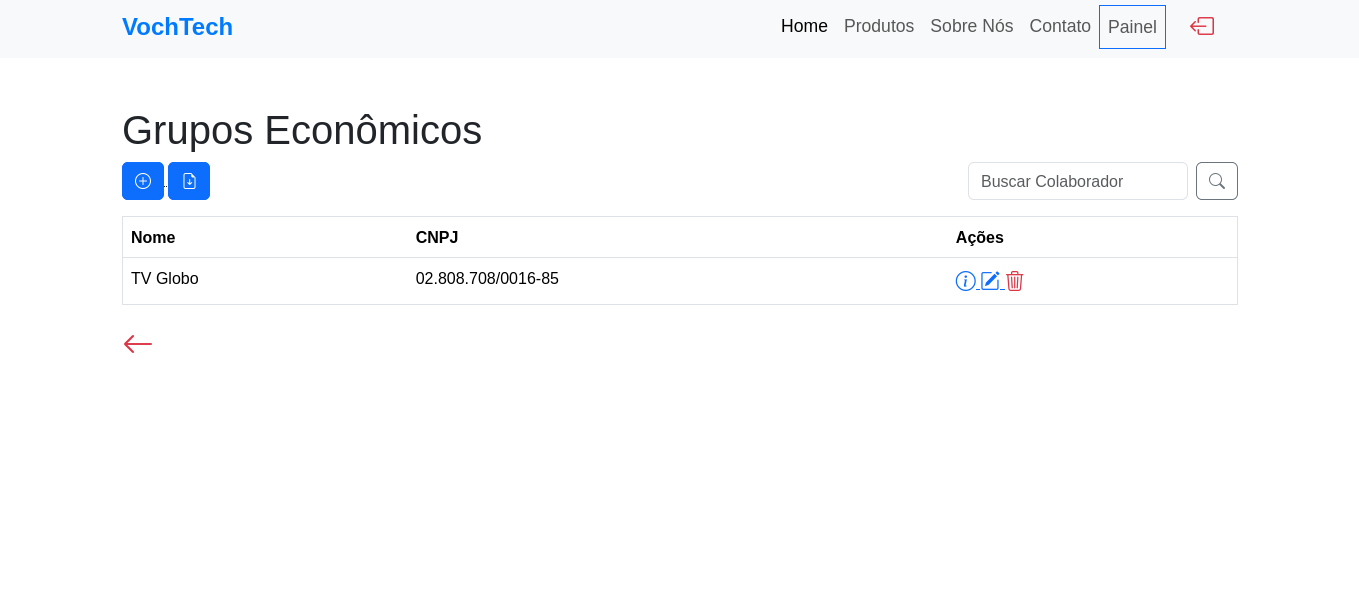 VochTech Home Produtos Sobre Nós Contato Painel
Grupos Econômicos
Buscar Colaborador
Nome CNPJ Ações
TV Globo 02.808.708/0016-85